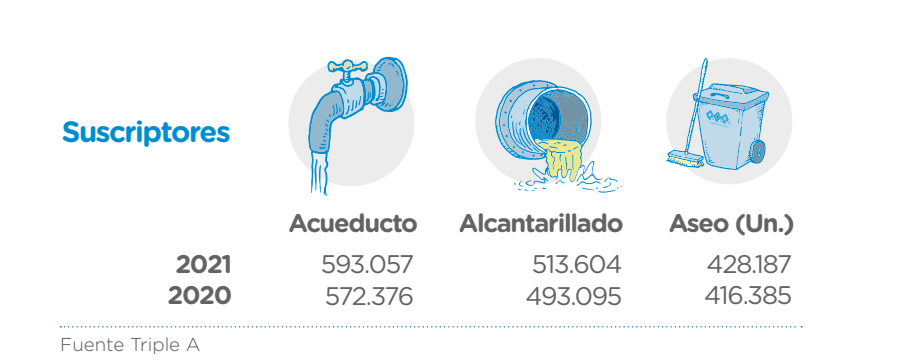 Suscriptores
Acueducto Alcantarillado Aseo (Un.)
2021 593.057 513.604 428.187
2020 572.376 493.095 416.385
Fuente Triple A